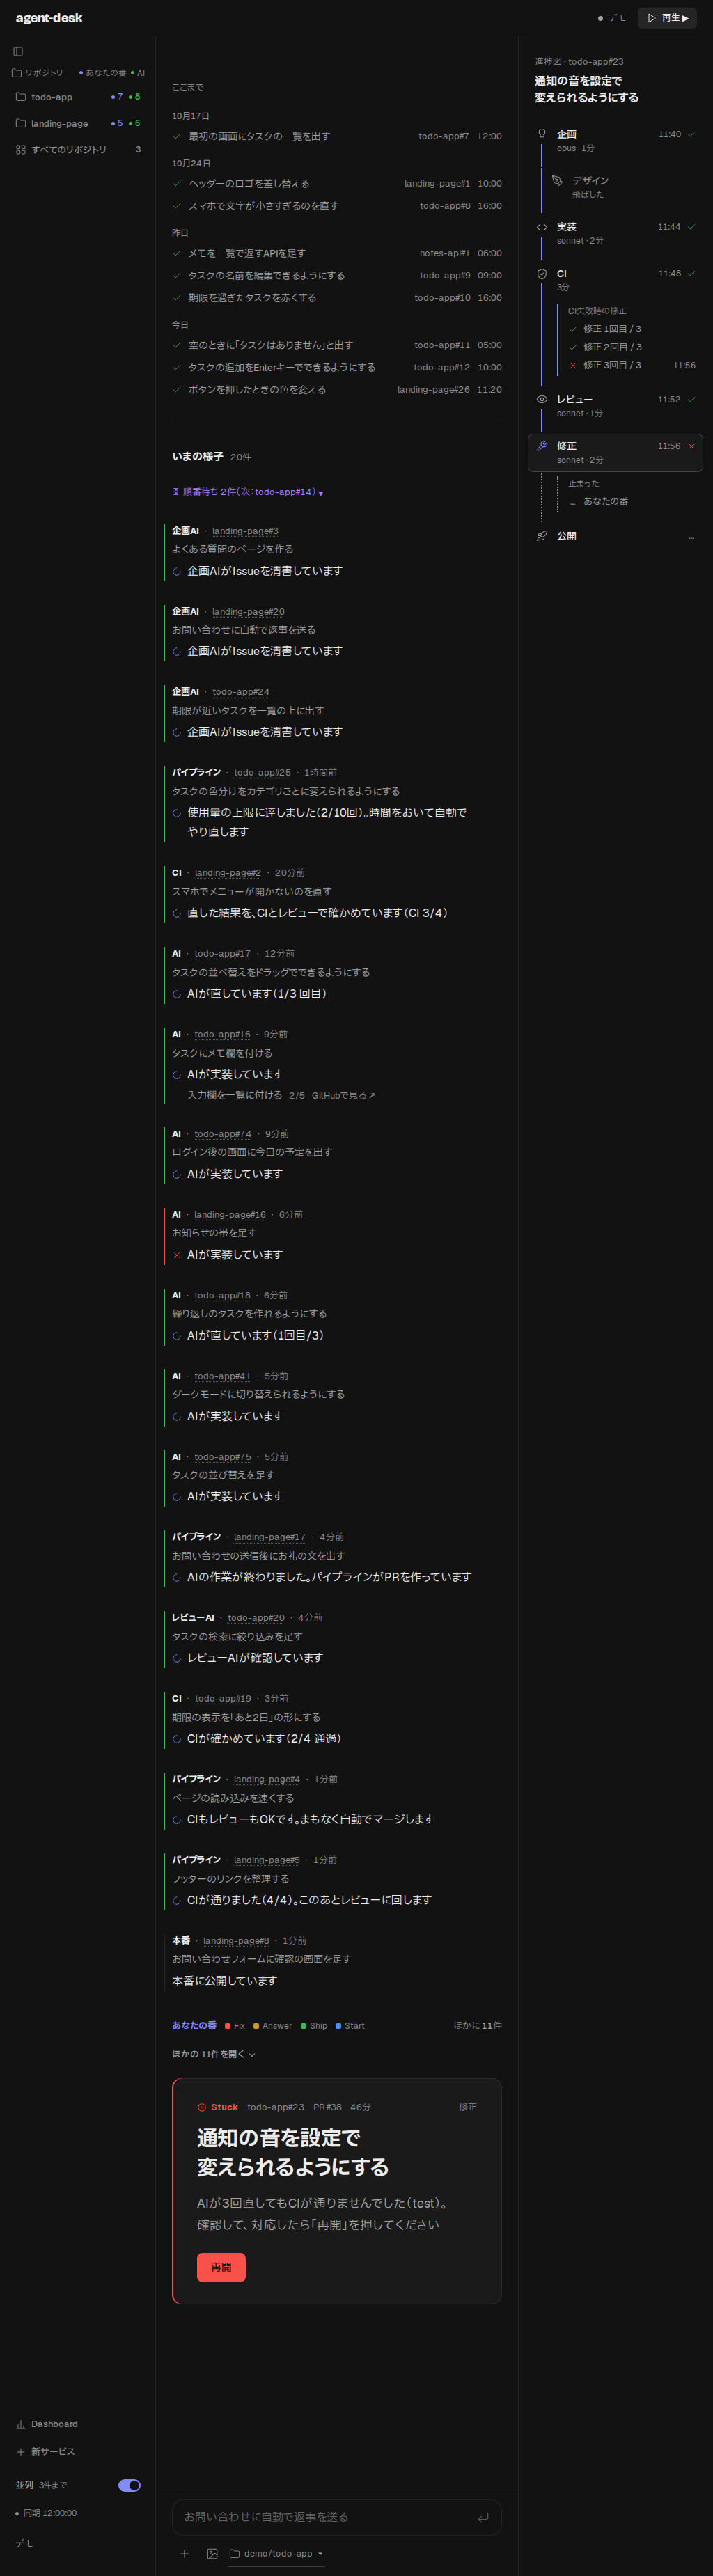 agent-desk
デモ
再生 ▶
リポジトリ
あなたの番
AI
todo-app
7
8
landing-page
5
6
すべてのリポジトリ
3
ここまで
10月17日
最初の画面にタスクの一覧を出す todo-app#7 12:00
10月24日
ヘッダーのロゴを差し替える landing-page#1 10:00
スマホで文字が小さすぎるのを直す todo-app#8 16:00
昨日
メモを一覧で返すAPIを足す notes-api#1 06:00
タスクの名前を編集できるようにする todo-app#9 09:00
期限を過ぎたタスクを赤くする todo-app#10 16:00
今日
空のときに「タスクはありません」と出す todo-app#11 05:00
タスクの追加をEnterキーでできるようにする todo-app#12 10:00
ボタンを押したときの色を変える landing-page#26 11:20
いまの様子 20件
順番待ち 2件（次：todo-app#14） ▾
企画AI · landing-page#3
よくある質問のページを作る
企画AIがIssueを清書しています
企画AI · landing-page#20
お問い合わせに自動で返事を送る
企画AIがIssueを清書しています
企画AI · todo-app#24
期限が近いタスクを一覧の上に出す
企画AIがIssueを清書しています
パイプライン · todo-app#25 · 1時間前
タスクの色分けをカテゴリごとに変えられるようにする
使用量の上限に達しました（2/10回）。時間をおいて自動で
やり直します
CI · landing-page#2 · 20分前
スマホでメニューが開かないのを直す
直した結果を、CIとレビューで確かめています（CI 3/4）
AI · todo-app#17 · 12分前
タスクの並べ替えをドラッグでできるようにする
AIが直しています（1/3 回目）
AI · todo-app#16 · 9分前
タスクにメモ欄を付ける
AIが実装しています
入力欄を一覧に付ける 2/5 GitHubで見る ↗
AI · todo-app#74 · 9分前
ログイン後の画面に今日の予定を出す
AIが実装しています
AI · landing-page#16 · 6分前
お知らせの帯を足す
AIが実装しています
AI · todo-app#18 · 6分前
繰り返しのタスクを作れるようにする
AIが直しています（1回目/3）
AI · todo-app#41 · 5分前
ダークモードに切り替えられるようにする
AIが実装しています
AI · todo-app#75 · 5分前
タスクの並び替えを足す
AIが実装しています
パイプライン · landing-page#17 · 4分前
お問い合わせの送信後にお礼の文を出す
AIの作業が終わりました。パイプラインがPRを作っています
レビューAI · todo-app#20 · 4分前
タスクの検索に絞り込みを足す
レビューAIが確認しています
CI · todo-app#19 · 3分前
期限の表示を「あと2日」の形にする
CIが確かめています（2/4 通過）
パイプライン · landing-page#4 · 1分前
ページの読み込みを速くする
CIもレビューもOKです。まもなく自動でマージします
パイプライン · landing-page#5 · 1分前
フッターのリンクを整理する
CIが通りました（4/4）。このあとレビューに回します
本番 · landing-page#8 · 1分前
お問い合わせフォームに確認の画面を足す
本番に公開しています
あなたの番 Fix Answer Ship Start ほかに 11件
ほかの 11件を開く
Stuck todo-app#23 PR#38 46分 修正
通知の音を設定で
変えられるようにする
AIが3回直してもCIが通りませんでした（test）。
確認して、対応したら「再開」を押してください
再開
お問い合わせに自動で返事を送る
demo/todo-app
Dashboard
新サービス
並列 3件まで
同期 12:00:00
デモ
進捗図 · todo-app#23
通知の音を設定で
変えられるようにする
企画 11:40
opus · 1分
デザイン
飛ばした
実装 11:44
sonnet · 2分
CI 11:48
3分
CI失敗時の修正
修正 1回目 / 3
修正 2回目 / 3
修正 3回目 / 3 11:56
レビュー 11:52
sonnet · 1分
修正 11:56
sonnet · 2分
止まった
… あなたの番
公開 …